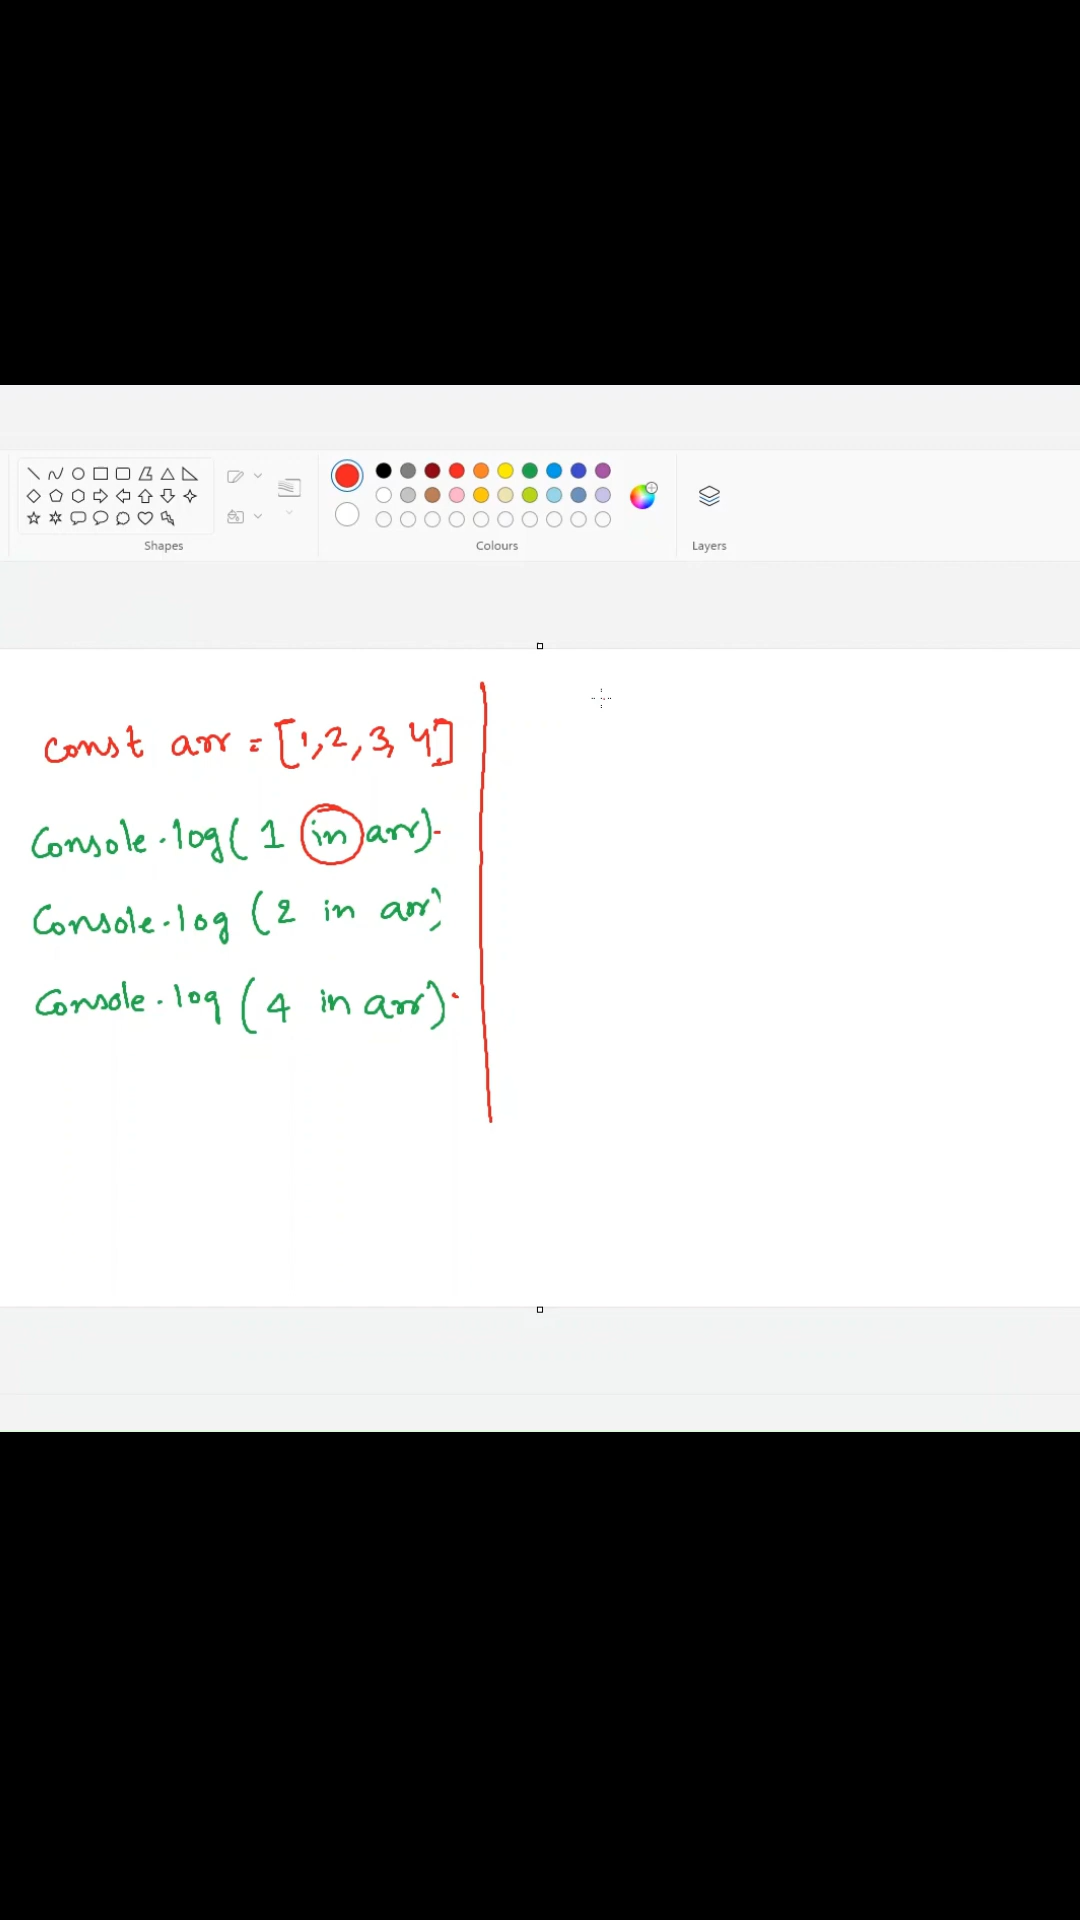 Shapes
Colours
Layers
const arr = [1,2,3,4]
Console.log( 1 in arr).
Console.log (2 in arr)
Console.log (4 in arr).